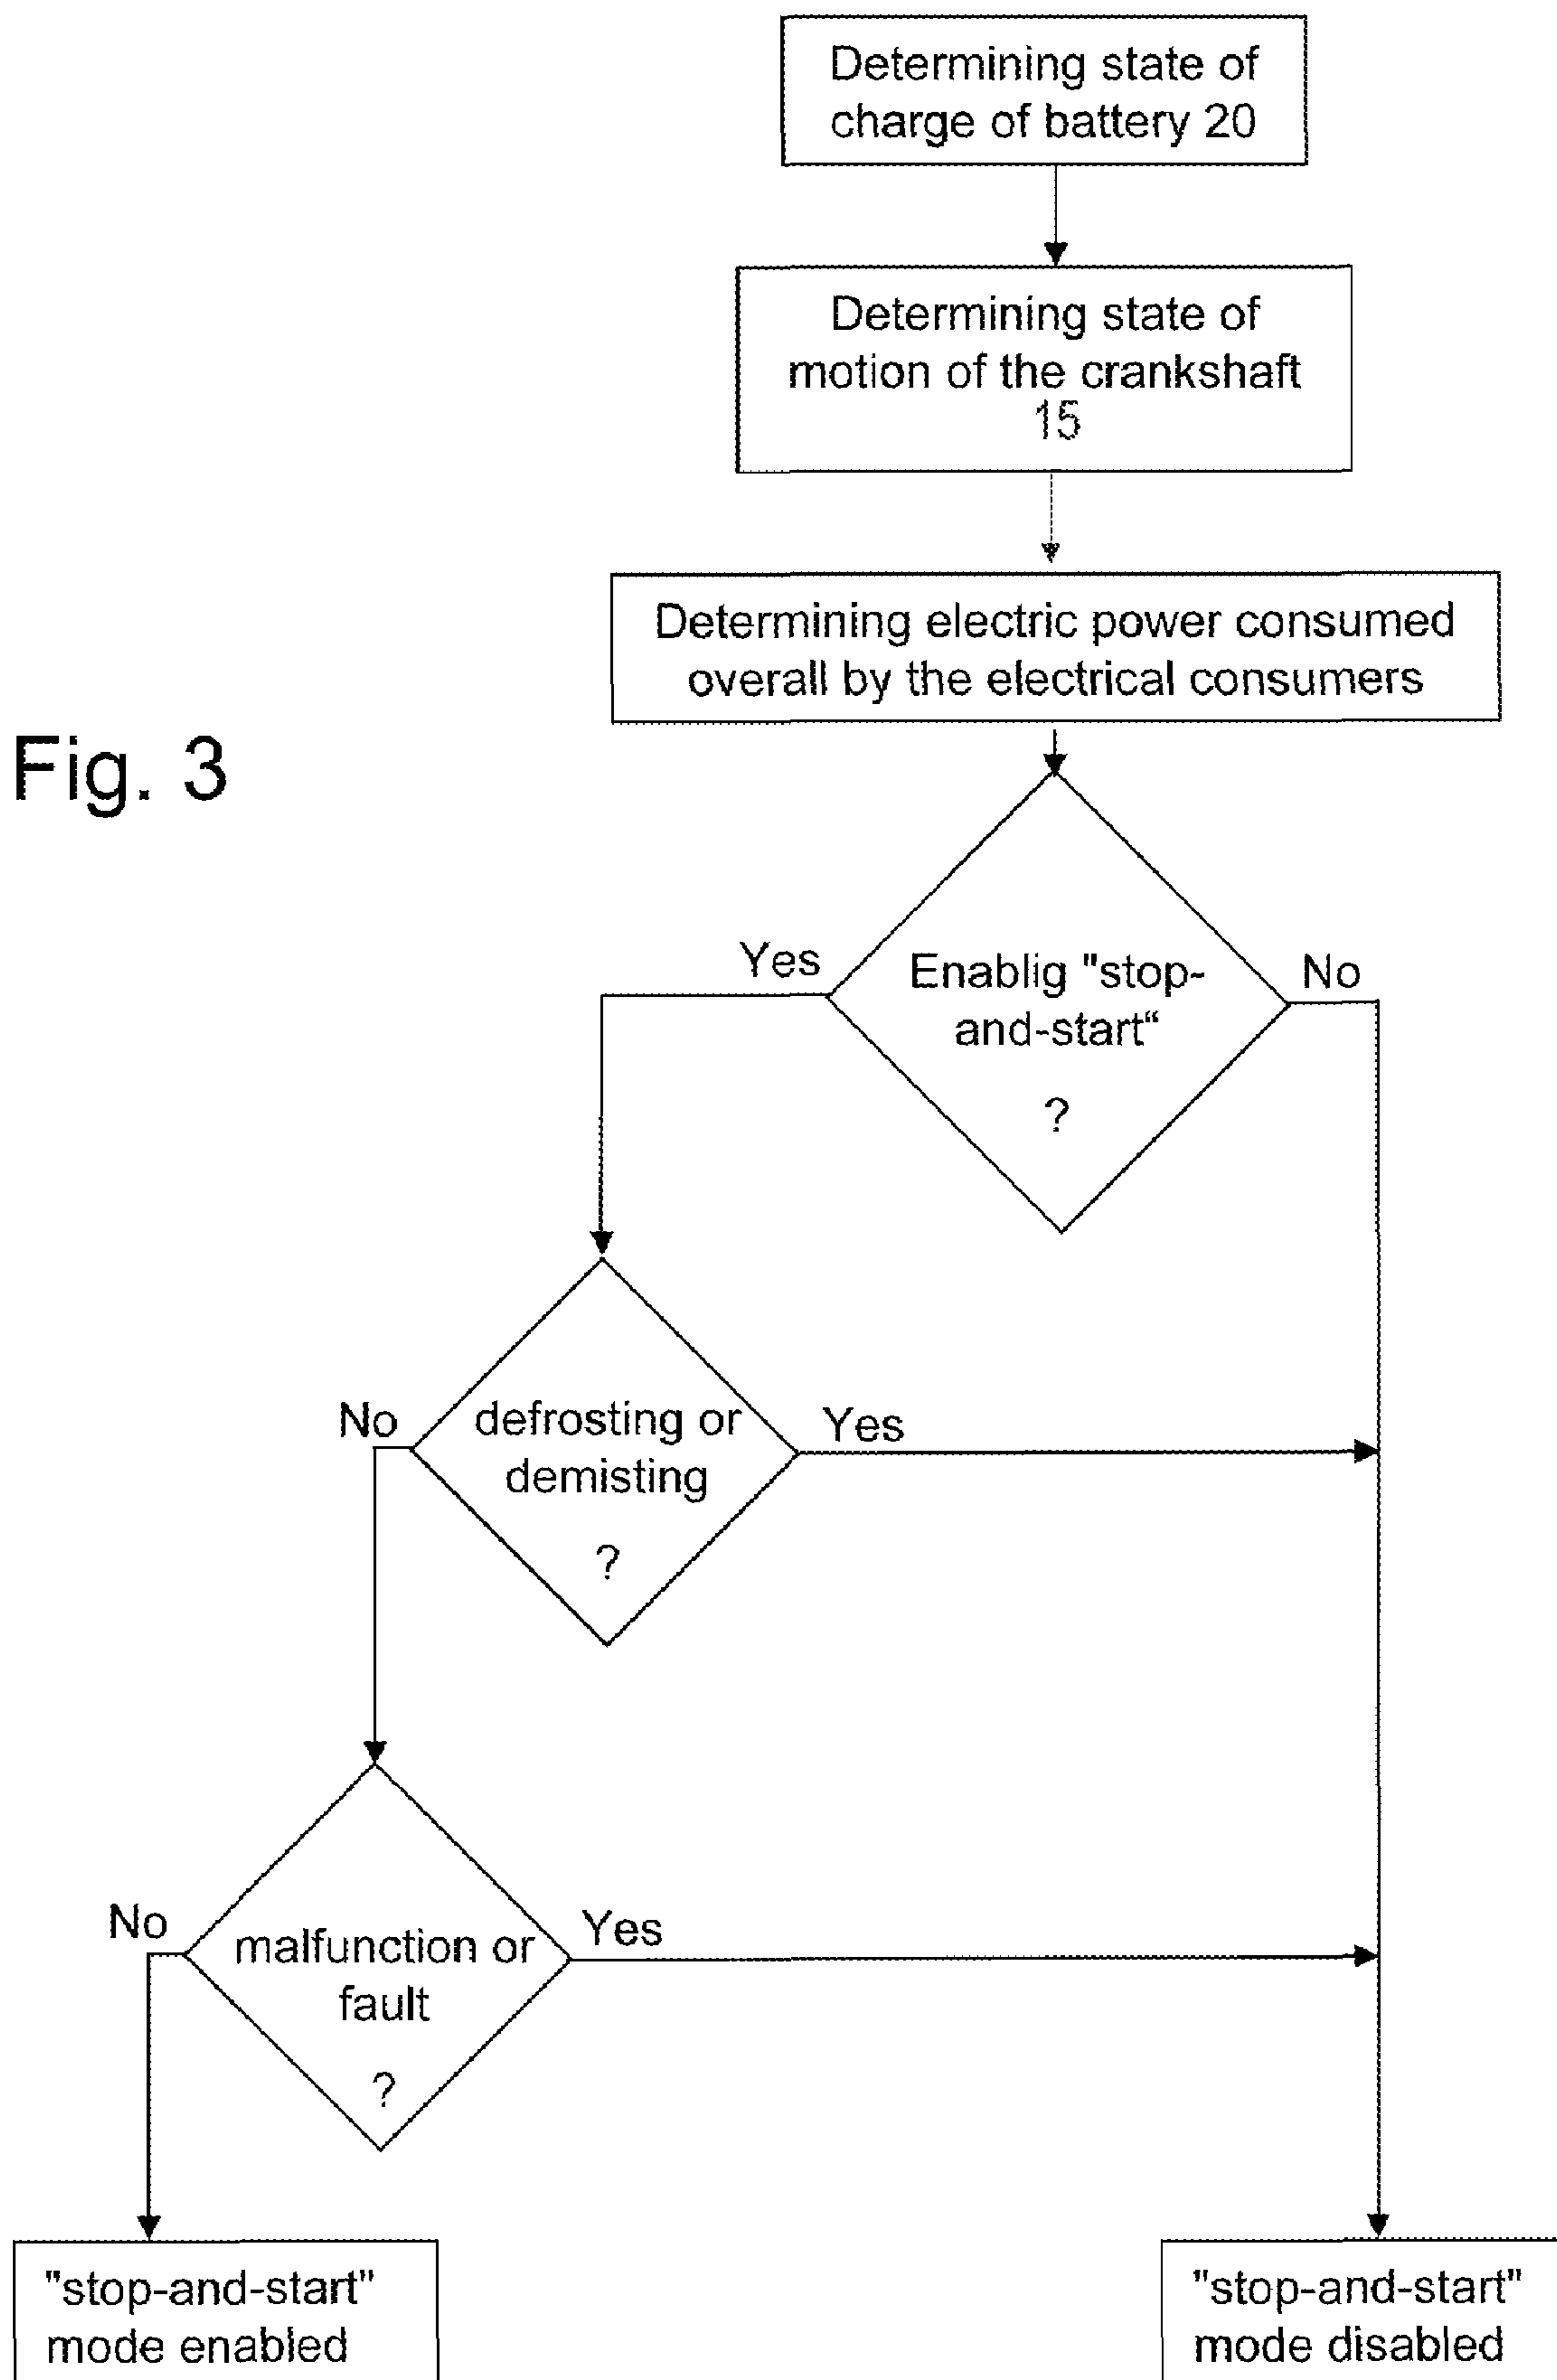 Determining state of
charge of battery 20
Determining state of
motion of the crankshaft
15
Determining electric power consumed
overall by the electrical consumers
Fig. 3
Yes
Enablig "stop-
and-start“
?
No
No
defrosting or
demisting
?
Yes
No
malfunction or
fault
?
Yes
"stop-and-start"
mode enabled
"stop-and-start"
mode disabled